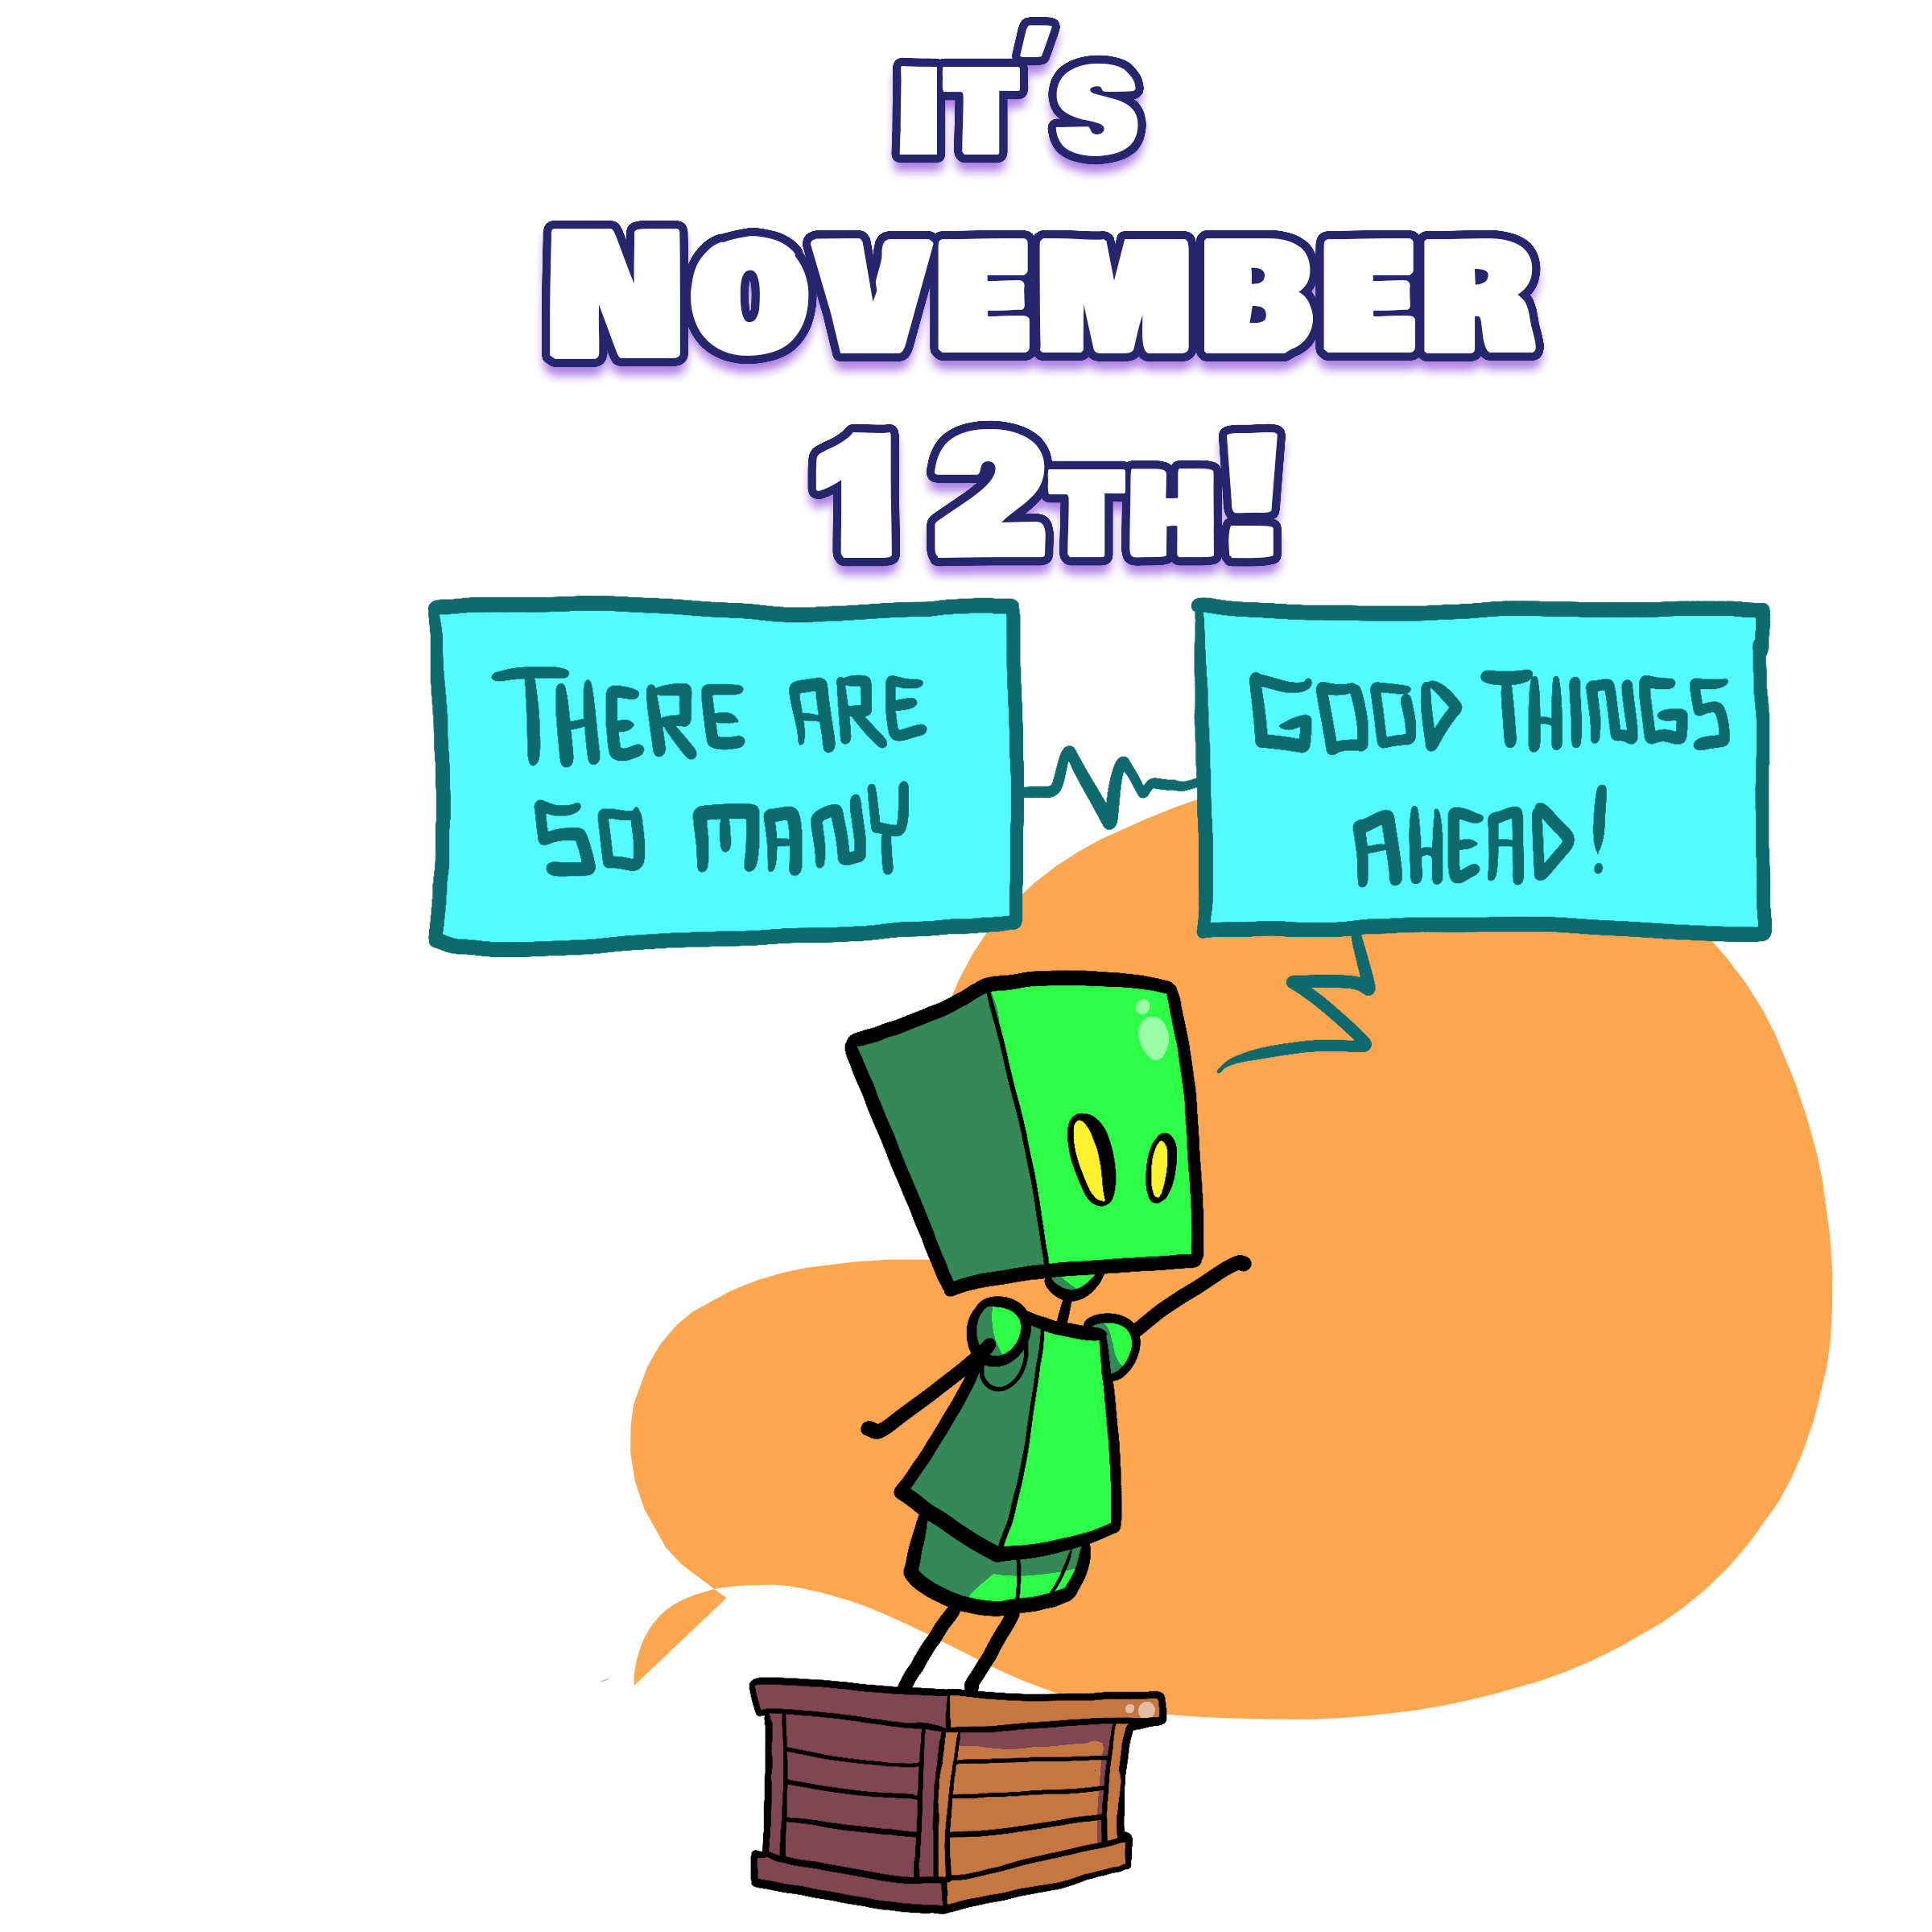 IT'S
NOVEMBER
12TH!
THERE ARE
SO MANY
GOOD THINGS
AHEAD!